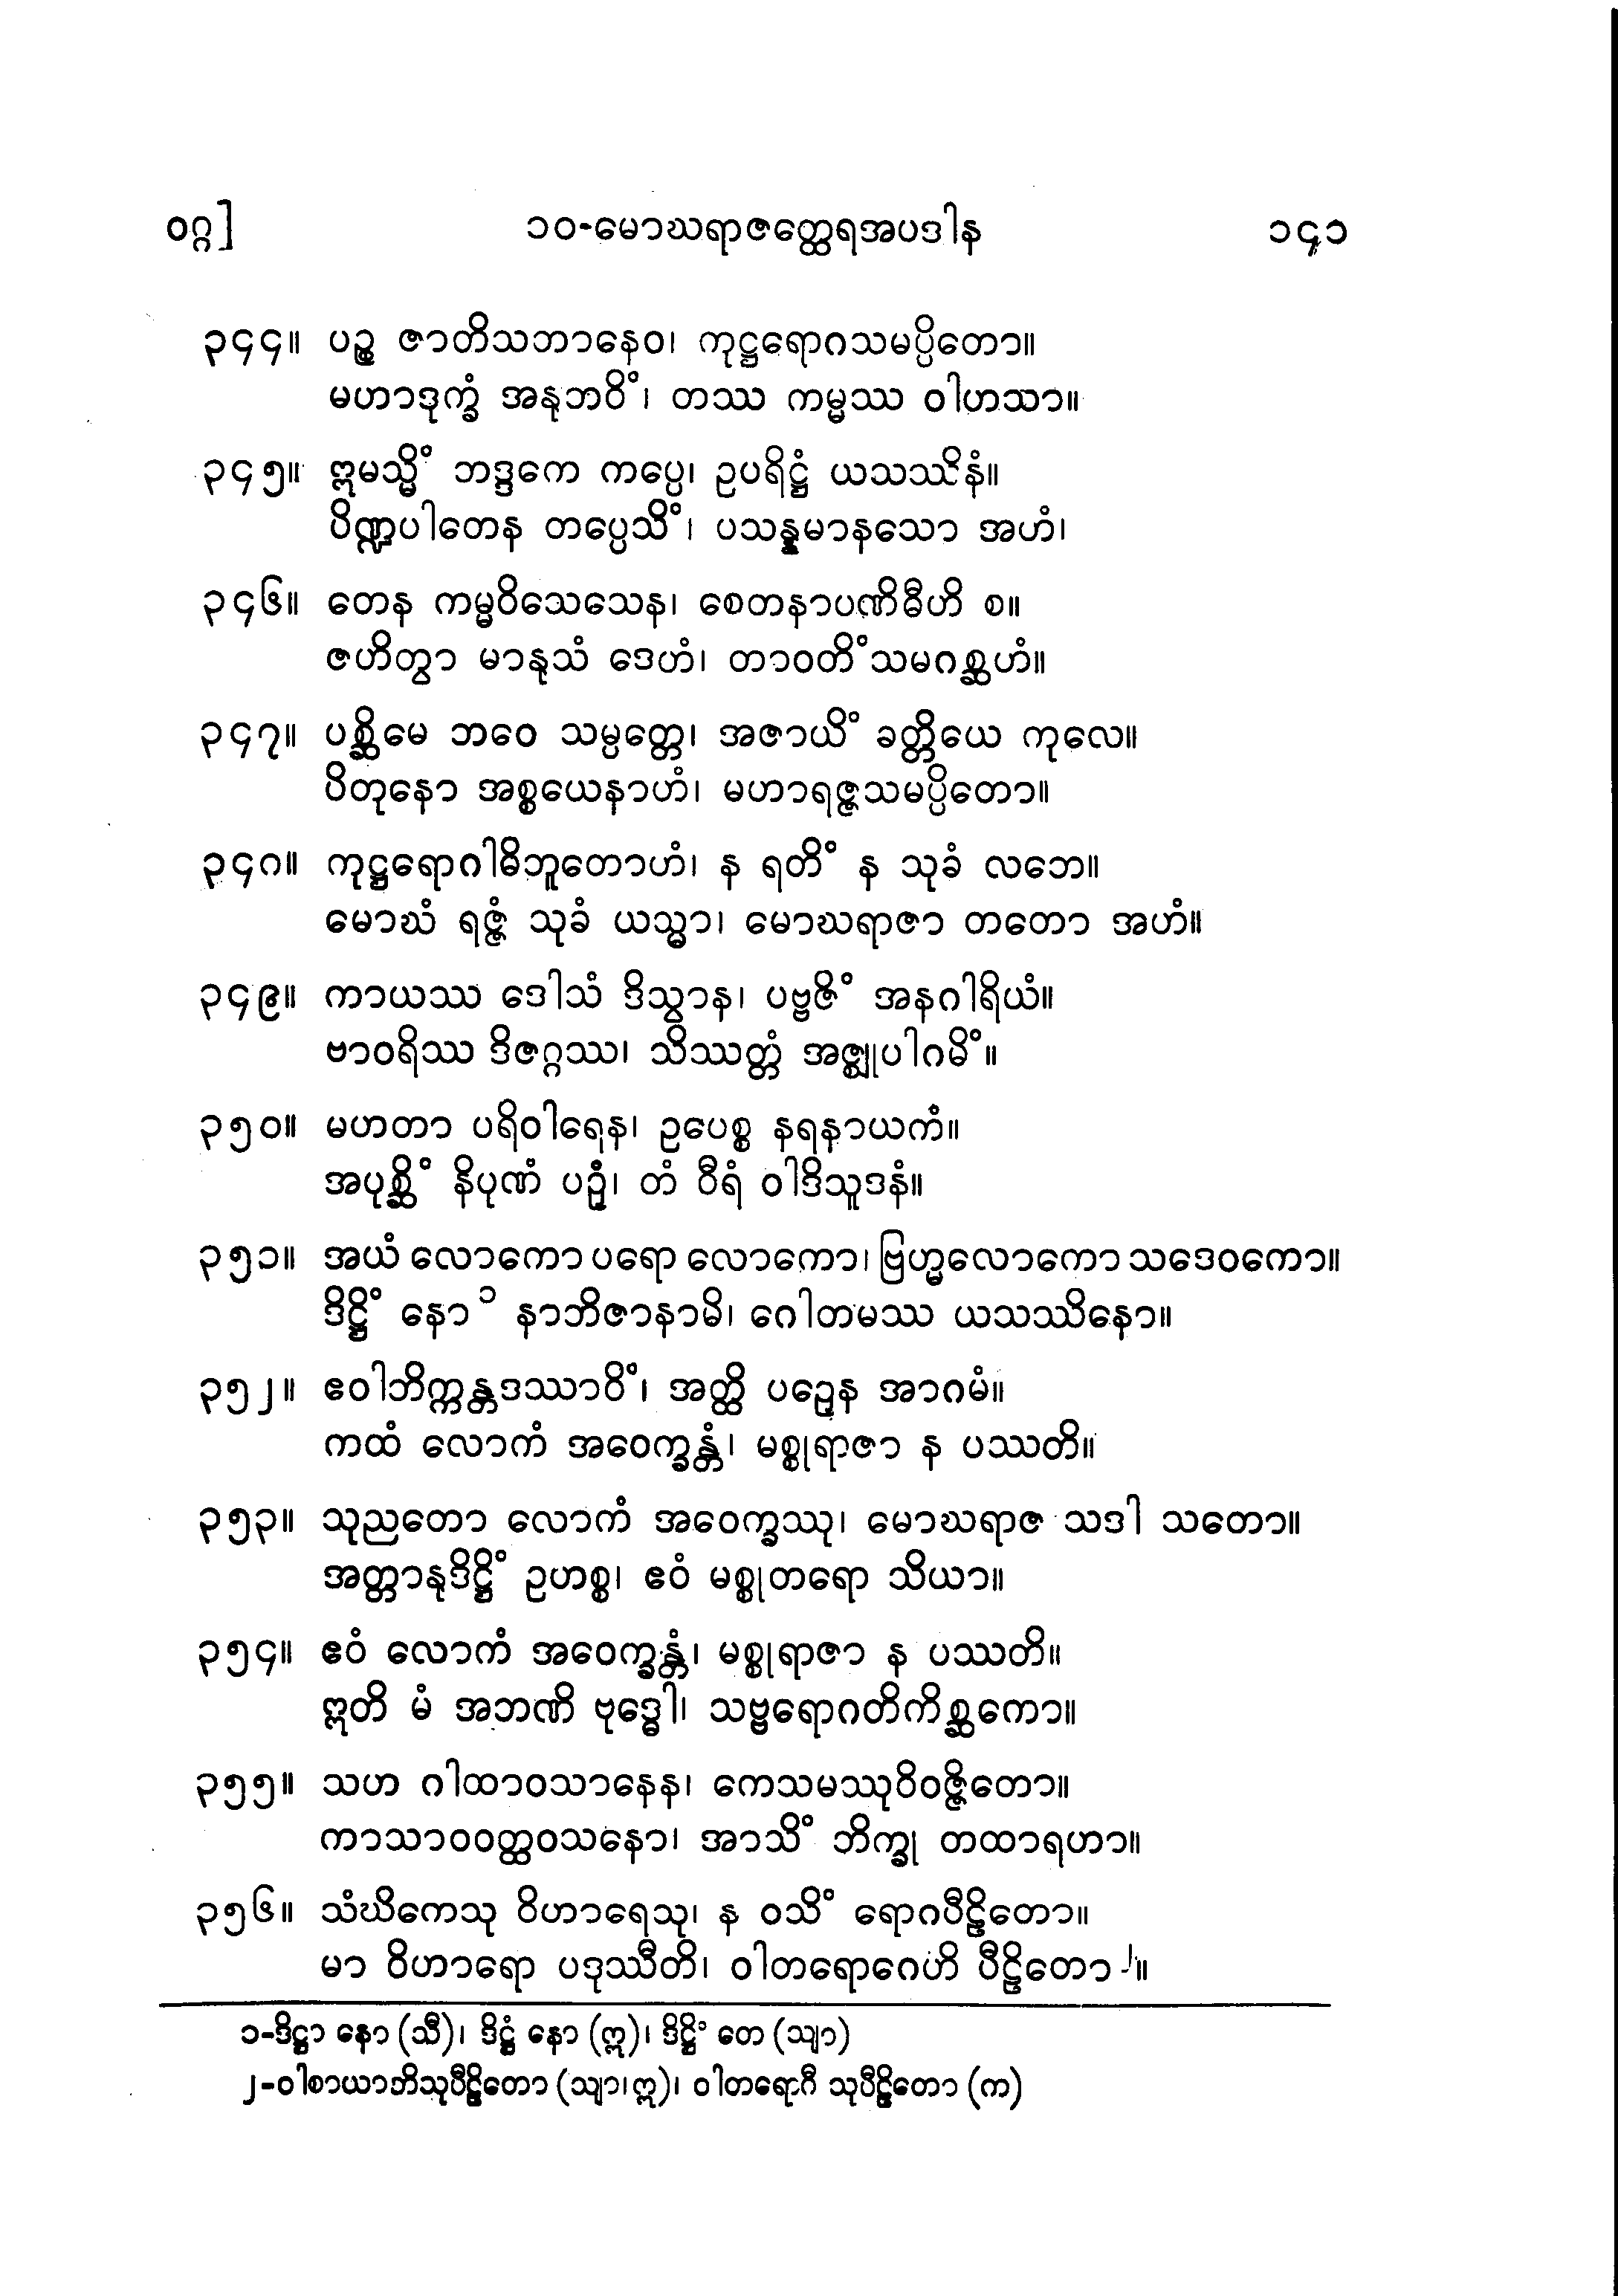 ဝဂ္ဂ]
၁၀-မောဃရာဇတ္ထေရအပဒါန
၁၄၁
၃၄၄။ ပဉ္စ ဇာတိသဘာနေဝ၊ ကုဋ္ဌရောဂသမပ္ပိတော။
မဟာဒုက္ခံ အနုဘဝိံ၊ တဿ ကမ္မဿ ဝါဟသာ။
၃၄၅။ ဣမသ္မိံ ဘဒ္ဒကေ ကပ္ပေ၊ ဥပရိဋ္ဌံ ယသဿိနံ။
ပိဏ္ဍပါတေန တပ္ပေသိံ၊ ပသန္နမာနသော အဟံ၊
၃၄၆။ တေန ကမ္မဝိသေသေန၊ စေတနာပဏိဓီဟိ စ။
ဇဟိတွာ မာနုသံ ဒေဟံ၊ တာဝတိံသမဂစ္ဆဟံ။
၃၄၇။ ပစ္ဆိမေ ဘဝေ သမ္ပတ္တေ၊ အဇာယိံ ခတ္တိယေ ကုလေ။
ပိတုနော အစ္စယေနာဟံ၊ မဟာရဇ္ဇသမပ္ပိတော။
၃၄၈။ ကုဋ္ဌရောဂါဓိဘူတောဟံ၊ န ရတိံ န သုခံ လဘေ။
မောဃံ ရဇ္ဇံ သုခံ ယသ္မာ၊ မောဃရာဇာ တတော အဟံ။
၃၄၉။ ကာယဿ ဒေါသံ ဒိသွာန၊ ပဗ္ဗဇိံ အနဂါရိယံ။
ဗာဝရိဿ ဒိဇဂ္ဂဿ၊ သိဿတ္တံ အဇ္ဈုပါဂမိံ။
၃၅၀။ မဟတာ ပရိဝါရေန၊ ဥပေစ္စ နရနာယကံ။
အပုစ္ဆိံ နိပုဏံ ပဉှံ၊ တံ ဝီရံ ဝါဒိသူဒနံ။
၃၅၁။ အယံ လောကော ပရော လောကော၊ ဗြဟ္မလောကော သဒေဝကော။
ဒိဋ္ဌိံ နော ၁ နာဘိဇာနာမိ၊ ဂေါတမဿ ယသဿိနော။
၃၅၂။ ဧဝါဘိက္ကန္တဒဿာဝိံ၊ အတ္ထိ ပဉှေန အာဂမံ။
ကထံ လောကံ အဝေက္ခန္တံ၊ မစ္စုရာဇာ န ပဿတိ။
၃၅၃။ သုညတော လောကံ အဝေက္ခဿု၊ မောဃရာဇ သဒါ သတော။
အတ္တာနုဒိဋ္ဌိံ ဥဟစ္စ၊ ဧဝံ မစ္စုတရော သိယာ။
၃၅၄။ ဧဝံ လောကံ အဝေက္ခန္တံ၊ မစ္စုရာဇာ န ပဿတိ။
ဣတိ မံ အဘဏိ ဗုဒ္ဓေါ၊ သဗ္ဗရောဂတိကိစ္ဆကော။
၃၅၅။ သဟ ဂါထာဝသာနေန၊ ကေသမဿုဝိဝဇ္ဇိတော။
ကာသာဝဝတ္ထဝသနော၊ အာသိံ ဘိက္ခု တထာရဟာ။
၃၅၆။ သံဃိကေသု ဝိဟာရေသု၊ န ဝသိံ ရောဂပီဠိတော။
မာ ဝိဟာရော ပဒုဿီတိ၊ ဝါတရောဂေဟိ ပီဠိတော ၂။
၁-ဒိဋ္ဌာ နော (သီ)၊ ဒိဋ္ဌံ နော (ဣ)၊ ဒိဋ္ဌိံ တေ (သျာ)
၂-ဝါစာယာဘိသုပီဠိတော (သျာ၊ဣ)၊ ဝါတရောဂီ သုပီဠိတော (က)